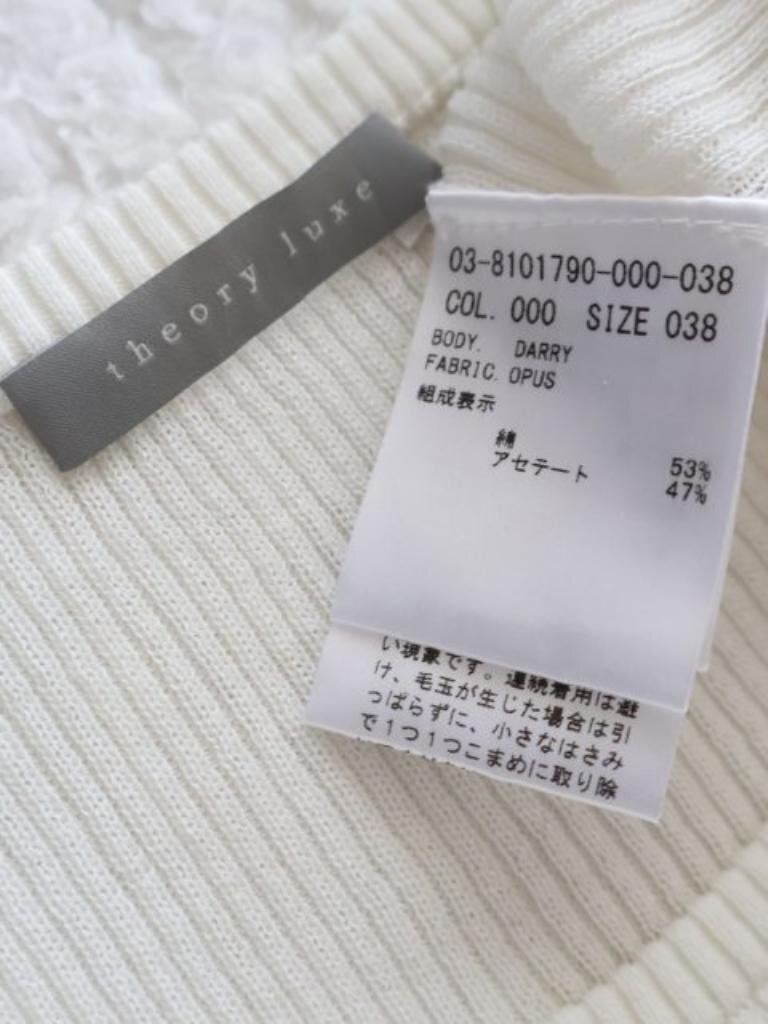 theory luxe
03-8101790-000-038
COL. 000 SIZE 038
BODY. DARRY
FABRIC. OPUS
組成表示
綿 53%
アセテート 47%
い現象です。連続着用は避
け、毛玉が生じた場合は引
っぱらずに、小さなはさみ
で1つ1つこまめに取り除